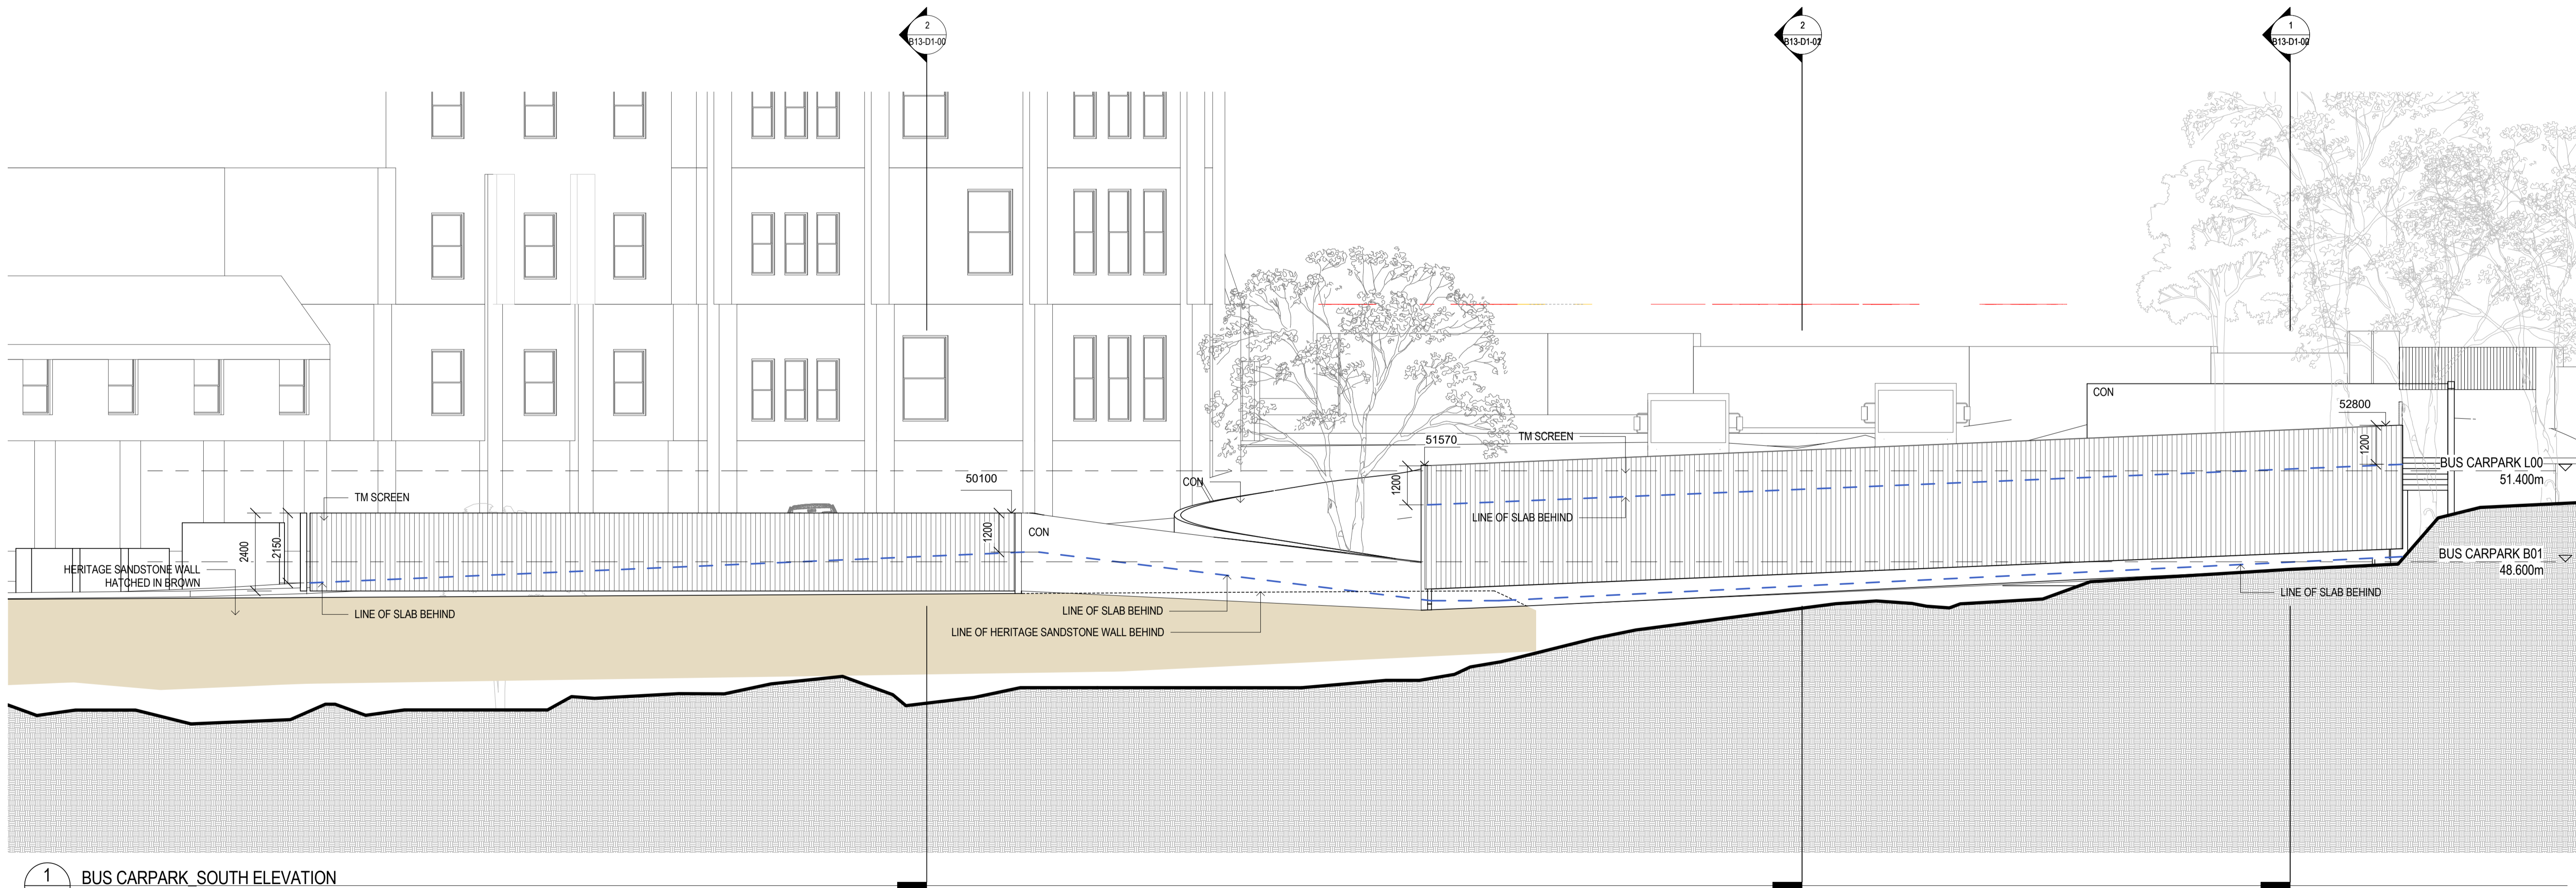 2
B13-D1-00
2
B13-D1-02
1
B13-D1-00
CON
52800
1200
51570
TM SCREEN
BUS CARPARK L00
51.400m
1200
CON
50100
TM SCREEN
LINE OF SLAB BEHIND
1200
CON
2400
2150
BUS CARPARK B01
48.600m
HERITAGE SANDSTONE WALL
HATCHED IN BROWN
LINE OF SLAB BEHIND
LINE OF SLAB BEHIND
LINE OF SLAB BEHIND
LINE OF HERITAGE SANDSTONE WALL BEHIND
1
BUS CARPARK_SOUTH ELEVATION